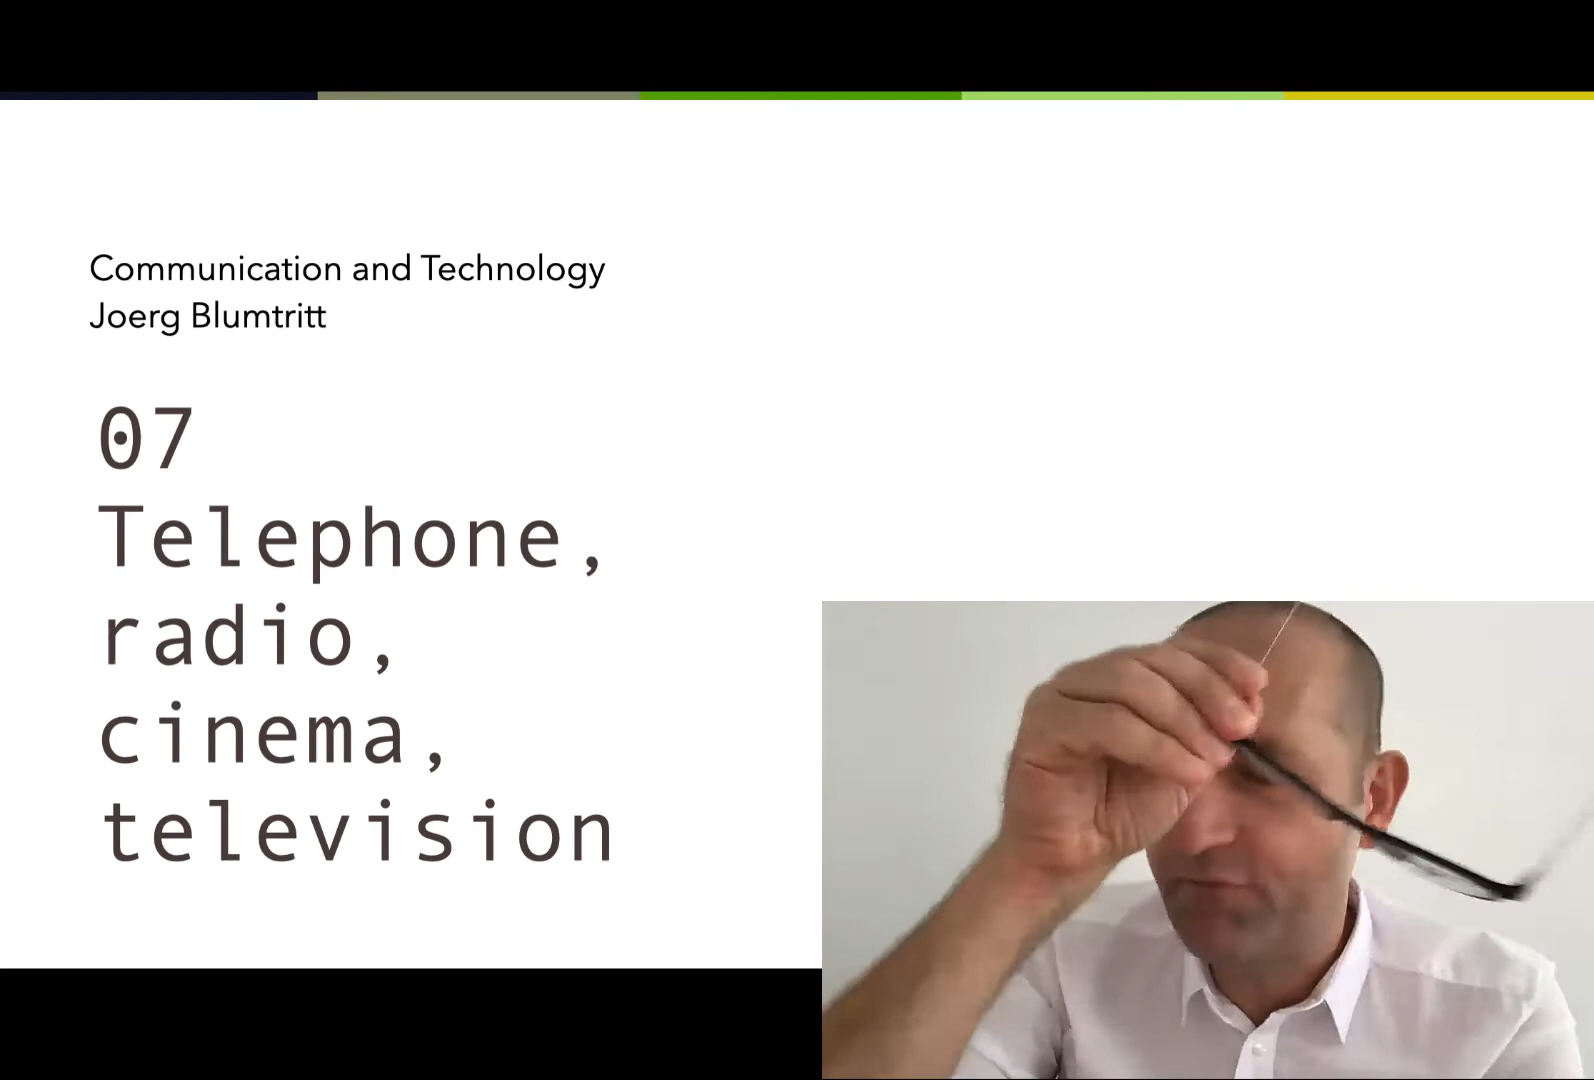 Communication and Technology
Joerg Blumtritt
07
Telephone,
radio,
cinema,
television